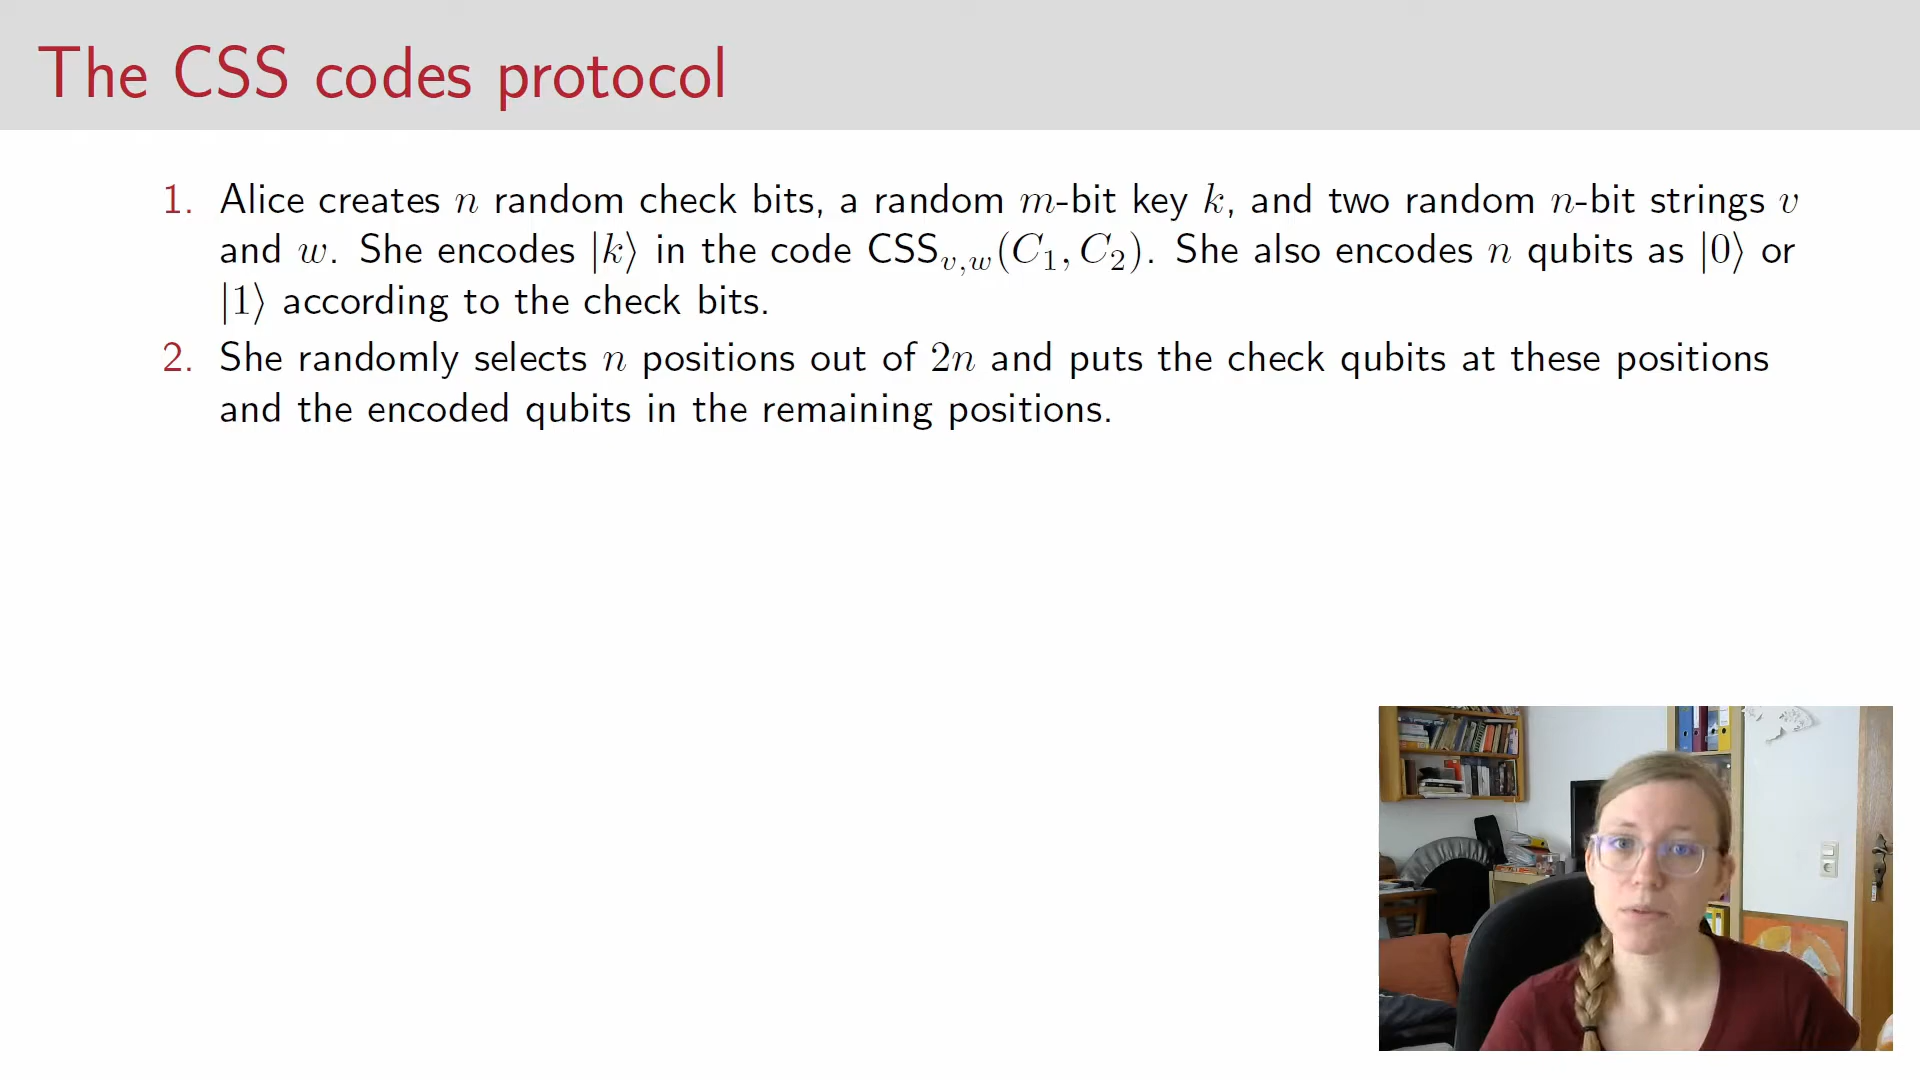 The CSS codes protocol
1. Alice creates n random check bits, a random m-bit key k, and two random n-bit strings v
and w. She encodes |k⟩ in the code CSS_{v,w}(C_1, C_2). She also encodes n qubits as |0⟩ or
|1⟩ according to the check bits.
2. She randomly selects n positions out of 2n and puts the check qubits at these positions
and the encoded qubits in the remaining positions.